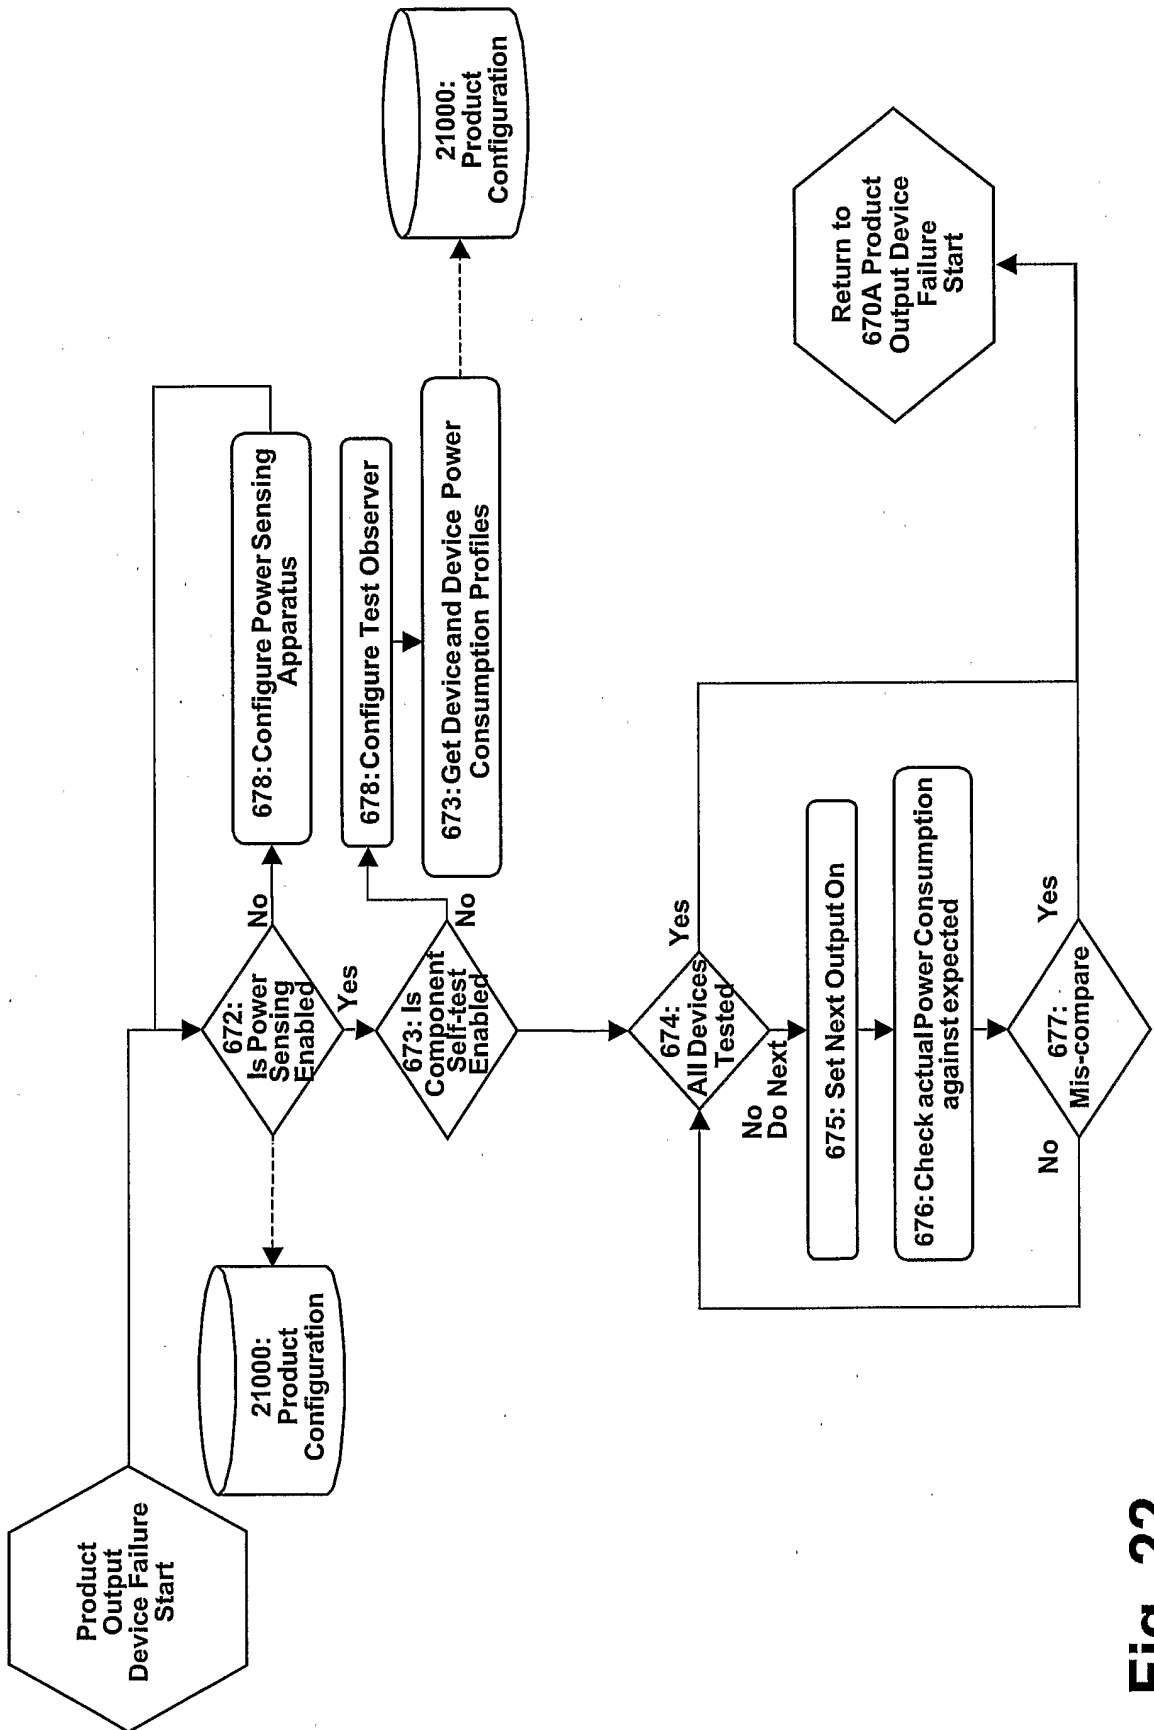 Product
Output
Device Failure
Start
21000:
Product
Configuration
672:
Is Power
Sensing
Enabled
No
Yes
678: Configure Power Sensing
Apparatus
673: Is
Component
Self-test
Enabled
No
678: Configure Test Observer
673: Get Device and Device Power
Consumption Profiles
21000:
Product
Configuration
674:
All Devices
Tested
Yes
No
Do Next
675: Set Next Output On
676: Check actual Power Consumption
against expected
677:
Mis-compare
No
Yes
Return to
670A Product
Output Device
Failure
Start
Fig. 22